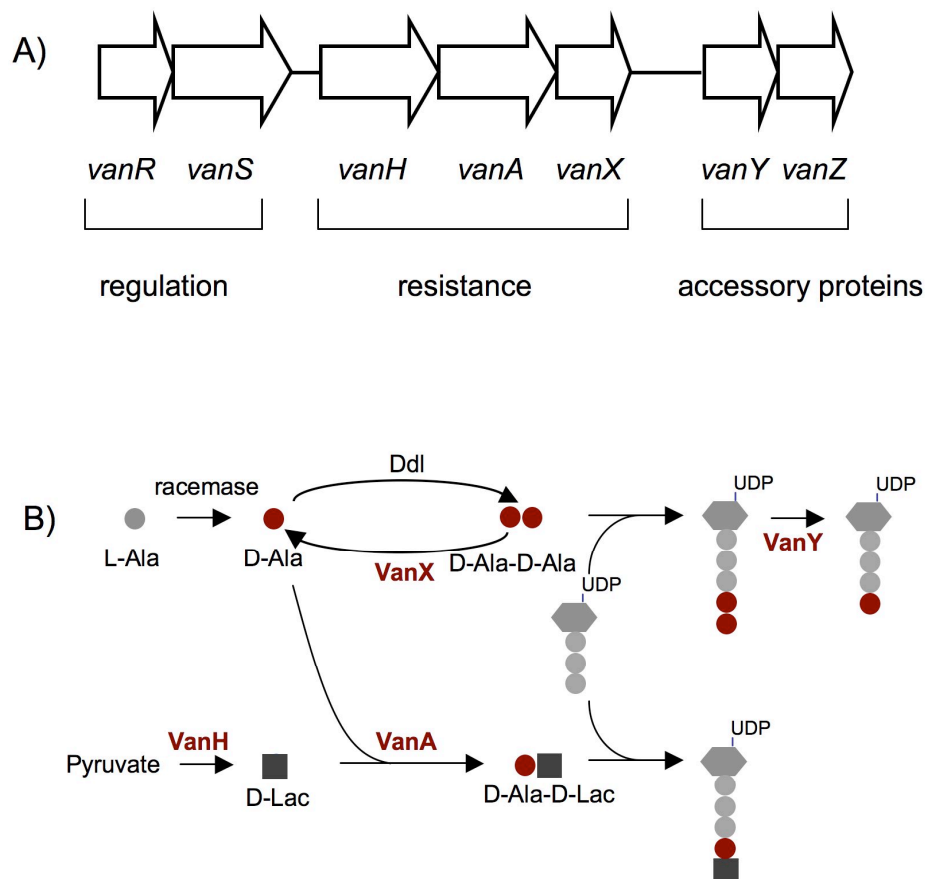 A)
vanR vanS vanH vanA vanX vanY vanZ
regulation resistance accessory proteins
B)
Ddl
racemase
L-Ala D-Ala D-Ala-D-Ala
VanX
UDP
UDP
VanY
UDP
Pyruvate VanH D-Lac VanA D-Ala-D-Lac
UDP